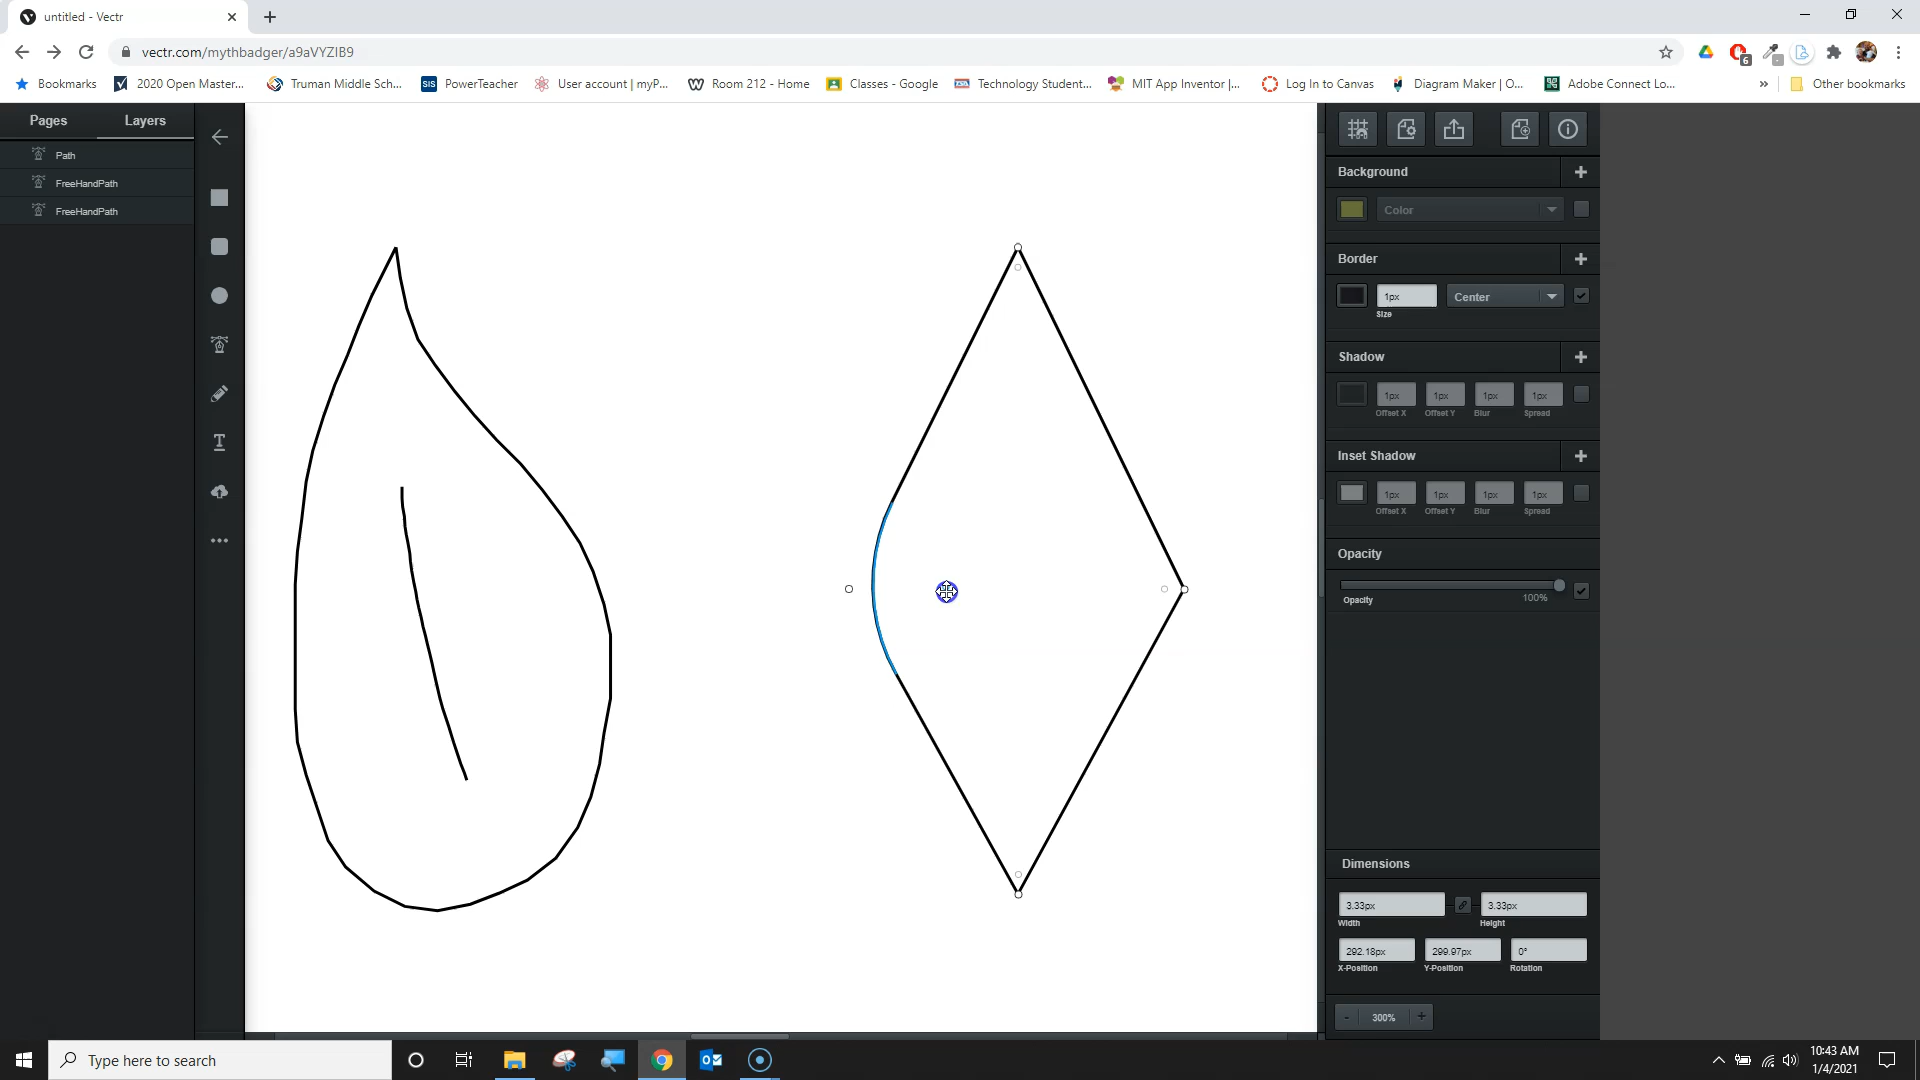 untitled - Vectr
vectr.com/mythbadger/a9aVYZIB9
6
Bookmarks 2020 Open Master... Truman Middle Sch... SIS PowerTeacher User account | myP... Room 212 - Home Classes - Google Technology Student... MIT App Inventor |... Log In to Canvas Diagram Maker | O... Adobe Connect Lo... » Other bookmarks
Pages Layers
Path
FreeHandPath
FreeHandPath
T
Background
Color
Border
1px Center
Size
Shadow
1px 1px 1px 1px
Offset X Offset Y Blur Spread
Inset Shadow
1px 1px 1px 1px
Offset X Offset Y Blur Spread
Opacity
Opacity 100%
Dimensions
3.33px 3.33px
Width Height
292.18px 299.97px 0°
X-Position Y-Position Rotation
- 300% +
Type here to search
10:43 AM
1/4/2021